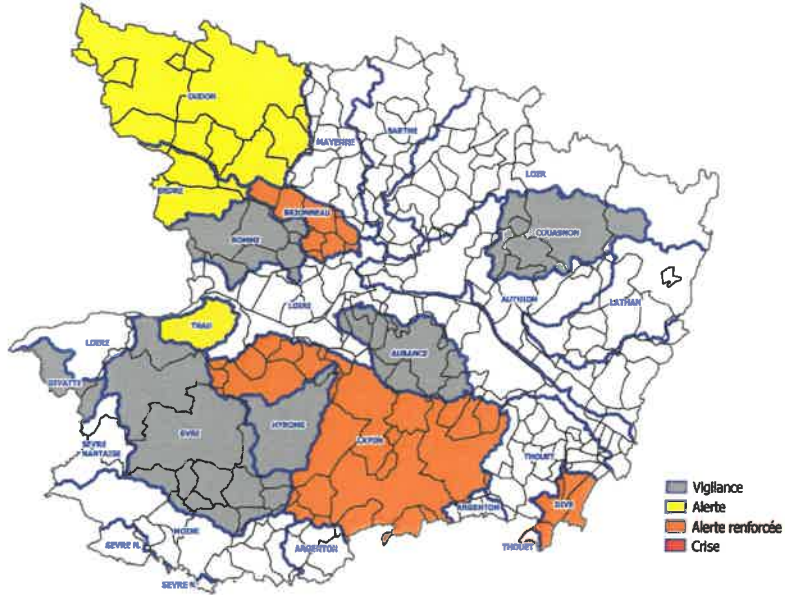 OUDON
MAYENNE
SARTHE
LOIR
ERDRE
BRIONNEAU
ROMME
COUASNON
LOIRE
AUTHION
LATHAN
THAU
LOIRE
AUBANCE
DIVATTE
EVRE
HYROME
LAYON
SEVRE
NANTAISE
THOUET
ARGENTON
DIVE
MOINE
SEVRE N.
ARGENTON
THOUET
SEVRE N.
Vigilance
Alerte
Alerte renforcée
Crise